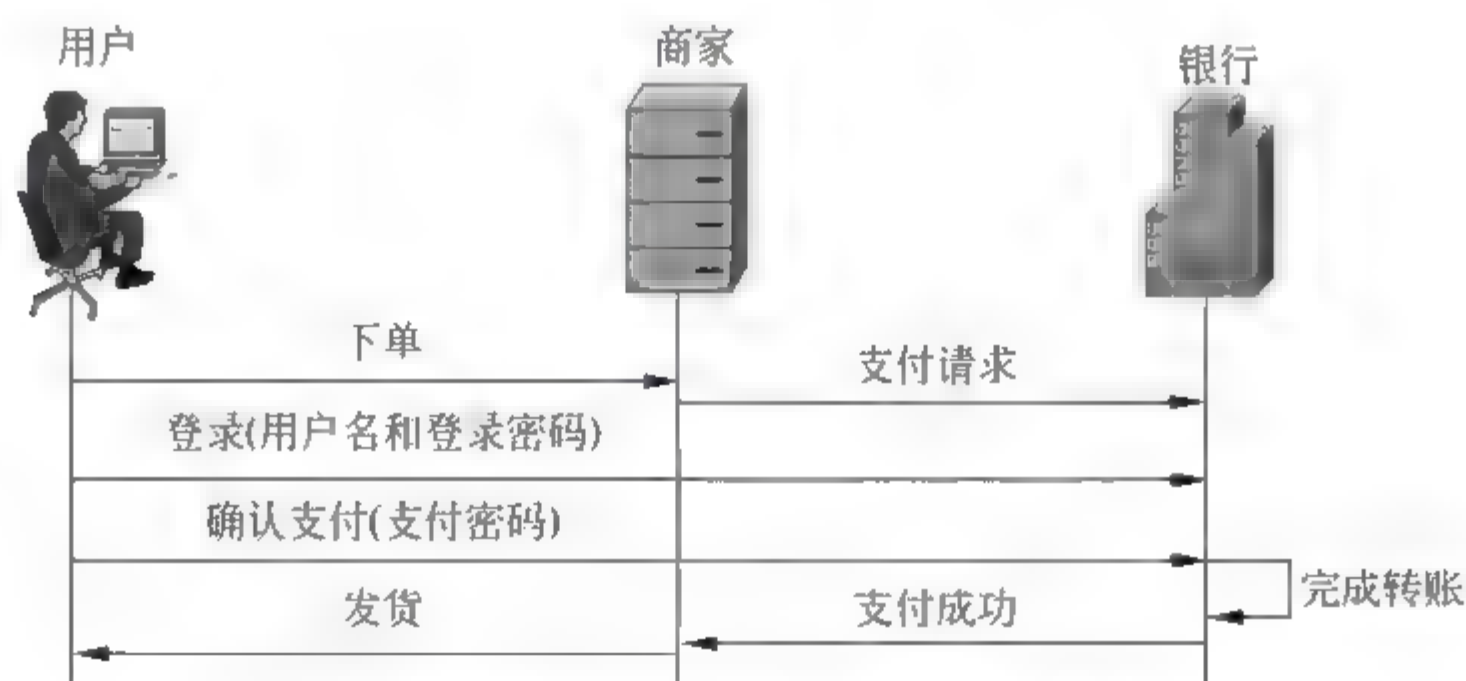 用户
商家
银行
下单
支付请求
登录(用户名和登录密码)
确认支付(支付密码)
完成转账
发货
支付成功